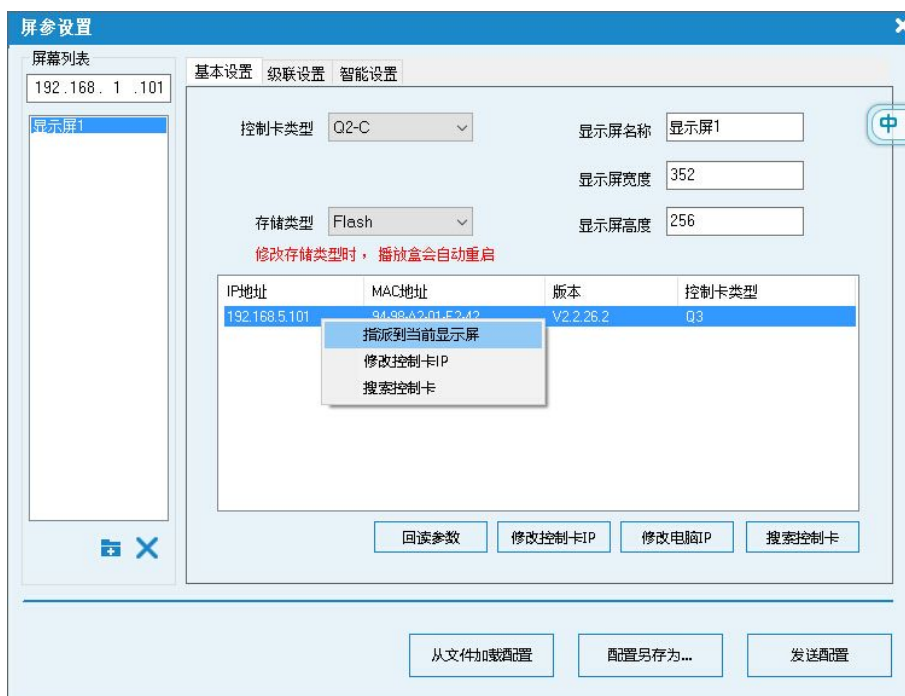 屏参设置
屏幕列表
192.168. 1 .101
显示屏1
基本设置 级联设置 智能设置
控制卡类型 Q2-C 显示屏名称 显示屏1
显示屏宽度 352
存储类型 Flash 显示屏高度 256
修改存储类型时，播放盒会自动重启
IP地址 MAC地址 版本 控制卡类型
192.168.5.101 94-98-A2-01-E2-42 V2.2.26.2 Q3
指派到当前显示屏
修改控制卡IP
搜索控制卡
回读参数 修改控制卡IP 修改电脑IP 搜索控制卡
从文件加载配置 配置另存为... 发送配置
中